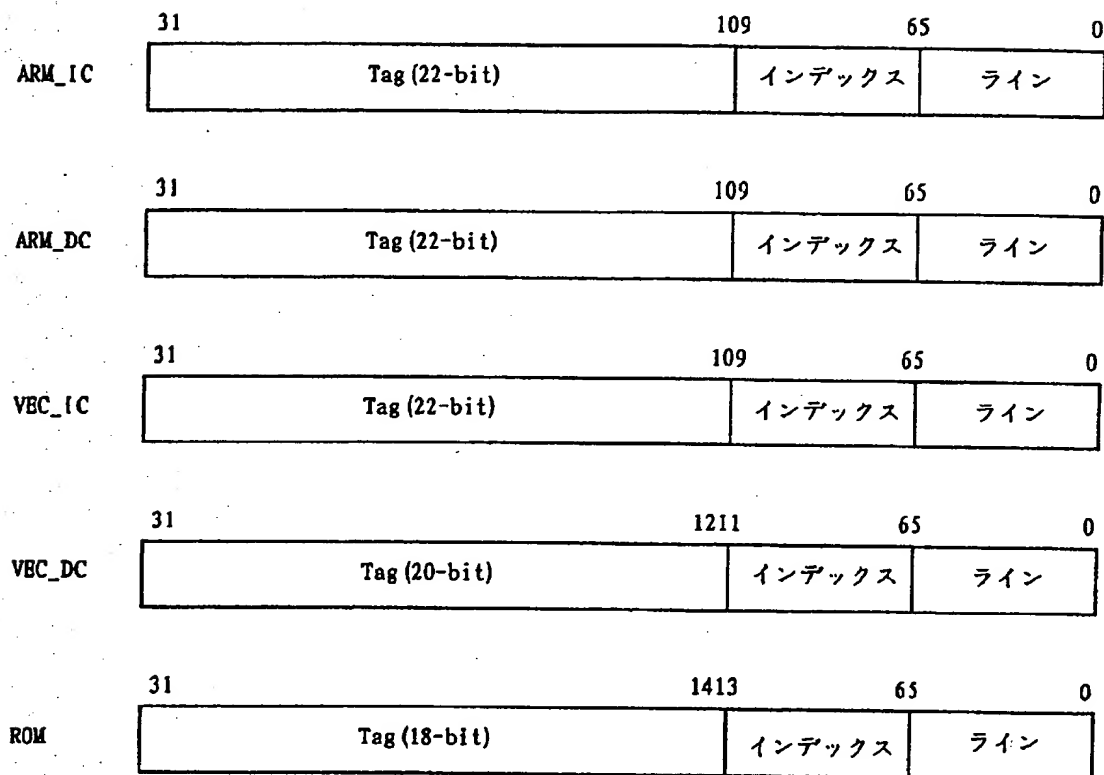 31 109 65 0
ARM_IC Tag (22-bit) インデックス ライン
31 109 65 0
ARM_DC Tag (22-bit) インデックス ライン
31 109 65 0
VEC_IC Tag (22-bit) インデックス ライン
31 1211 65 0
VEC_DC Tag (20-bit) インデックス ライン
31 1413 65 0
ROM Tag (18-bit) インデックス ライン